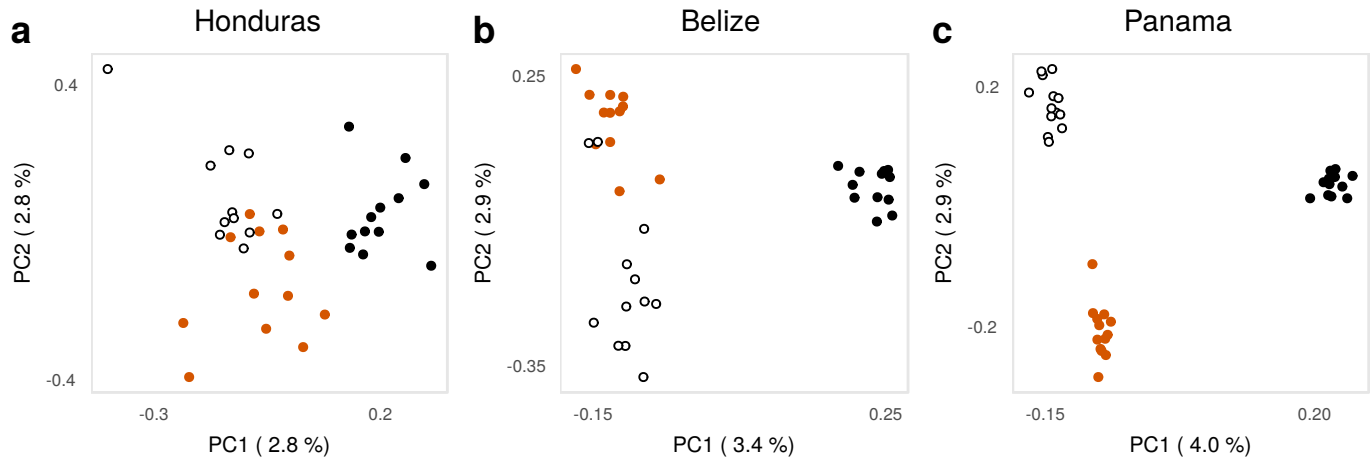 a
Honduras
0.4
-0.4
PC2 ( 2.8 %)
-0.3
0.2
PC1 ( 2.8 %)
b
Belize
0.25
-0.35
PC2 ( 2.9 %)
-0.15
0.25
PC1 ( 3.4 %)
c
Panama
0.2
-0.2
PC2 ( 2.9 %)
-0.15
0.20
PC1 ( 4.0 %)